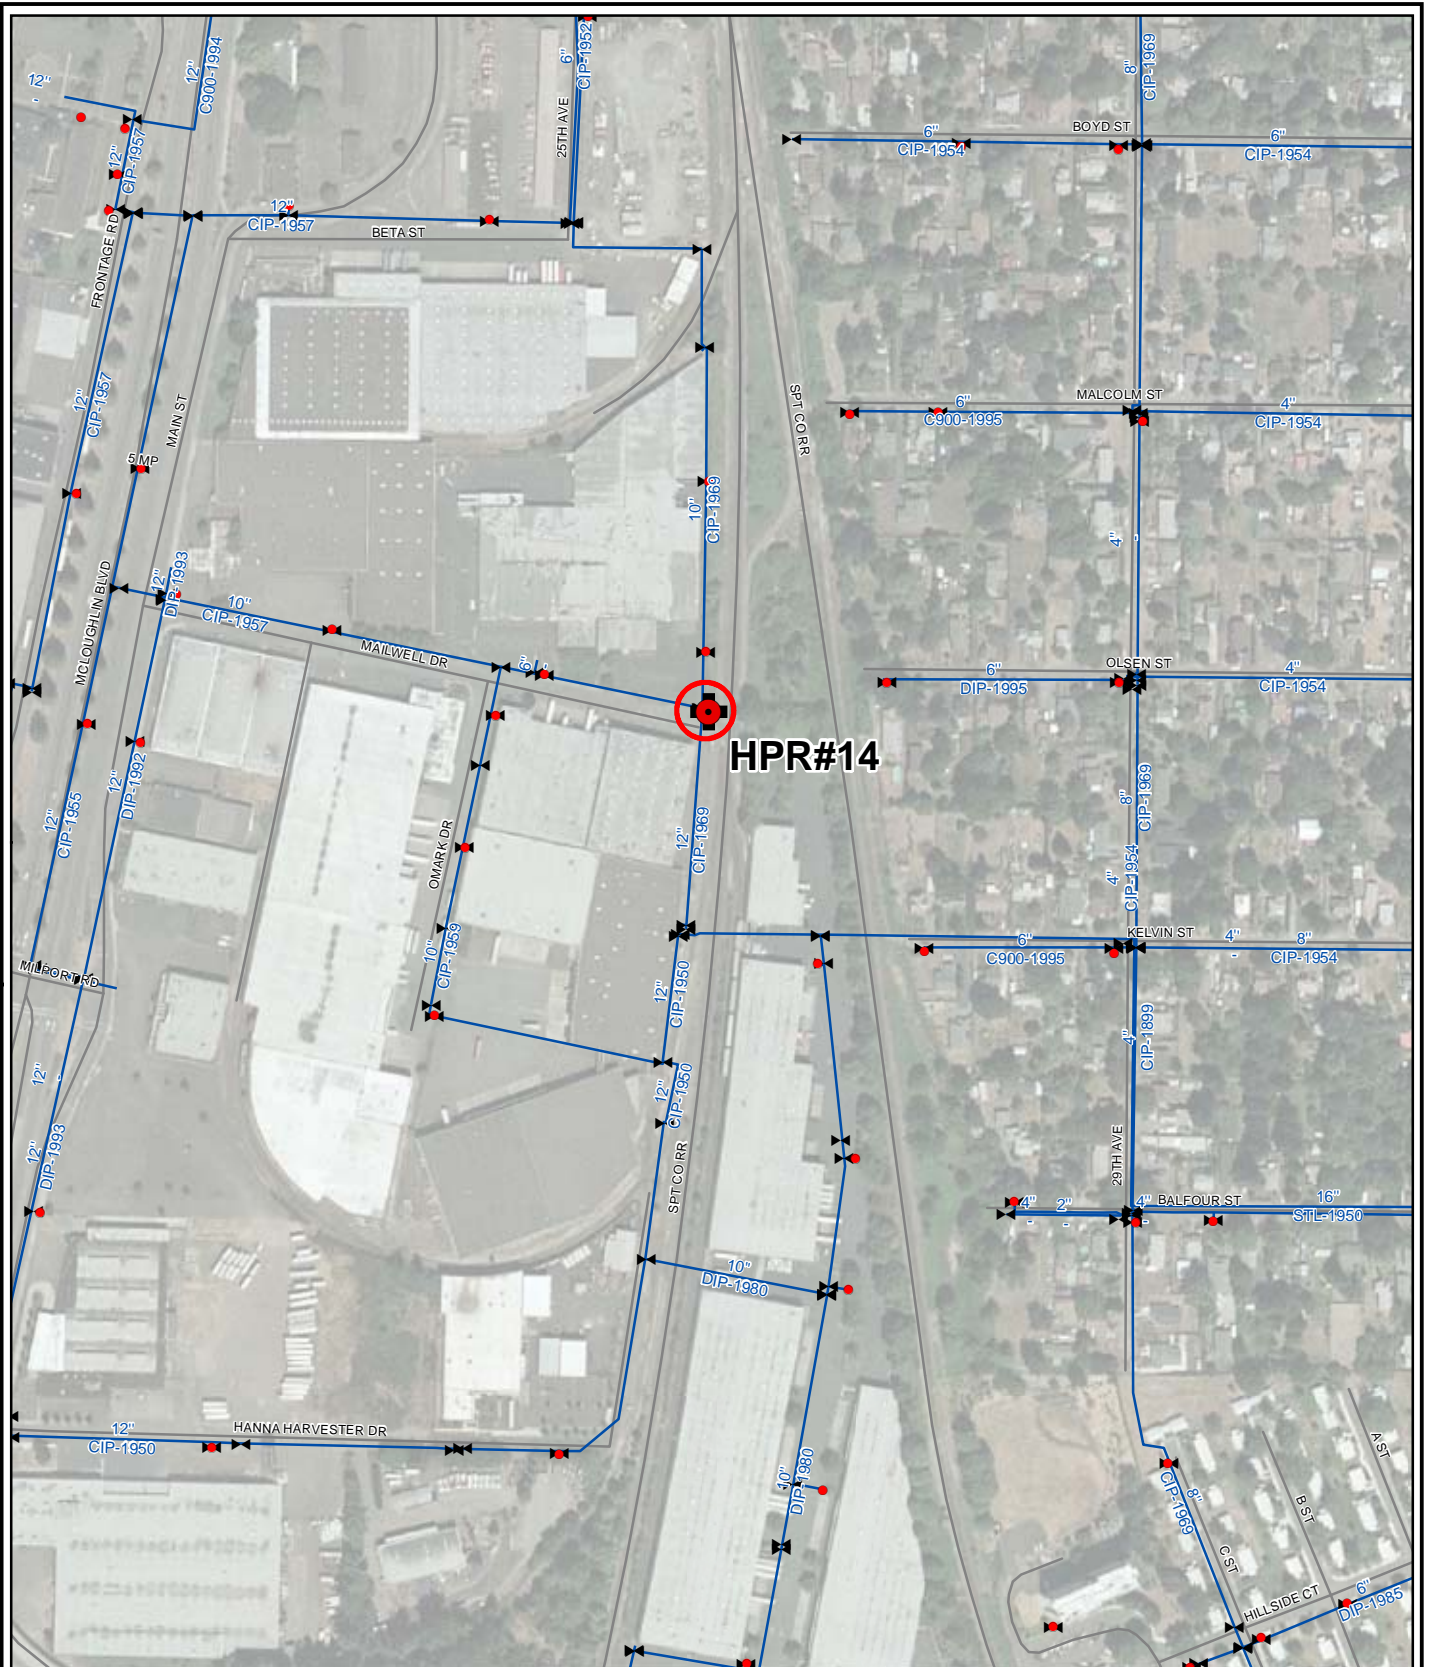 12"
-
12"
C900-1994
6"
CIP-1952
8"
CIP-1969
25TH AVE
12"
CIP-1957
6"
CIP-1954
BOYD ST
6"
CIP-1954
12"
CIP-1957
BETA ST
FRONTAGE RD
12"
CIP-1957
MAIN ST
5 MP
SPT CO RR
6"
C900-1995
MALCOLM ST
4"
CIP-1954
10"
CIP-1969
4"
-
MCLOUGHLIN BLVD
12"
DIP-1993
10"
CIP-1957
MAILWELL DR
6"
-
6"
DIP-1995
OLSEN ST
4"
CIP-1954
HPR#14
12"
DIP-1992
12"
CIP-1955
OMARK DR
12"
CIP-1969
8"
CIP-1969
4"
CIP-1954
10"
CIP-1959
MILPORT RD
12"
CIP-1950
6"
C900-1995
KELVIN ST
4"
-
8"
CIP-1954
4"
CIP-1899
12"
-
12"
CIP-1950
12"
DIP-1993
SPT CO RR
29TH AVE
4"
-
2"
-
4"
-
BALFOUR ST
16"
STL-1950
10"
DIP-1980
12"
CIP-1950
HANNA HARVESTER DR
10"
DIP-1980
8"
CIP-1969
A ST
B ST
C ST
HILLSIDE CT
6"
DIP-1985